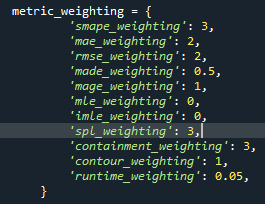 metric_weighting = {
'smape_weighting': 3,
'mae_weighting': 2,
'rmse_weighting': 2,
'made_weighting': 0.5,
'mage_weighting': 1,
'mle_weighting': 0,
'imle_weighting': 0,
'spl_weighting': 3,
'containment_weighting': 3,
'contour_weighting': 1,
'runtime_weighting': 0.05,
}